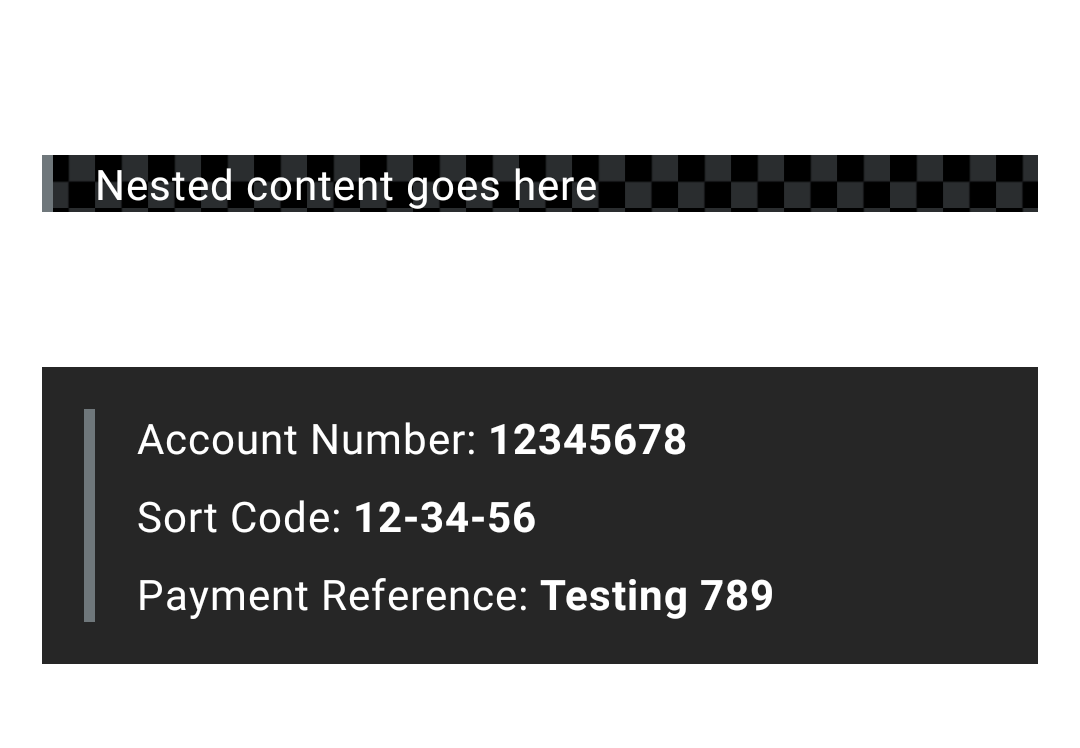 Nested content goes here
Account Number: 12345678
Sort Code: 12-34-56
Payment Reference: Testing 789